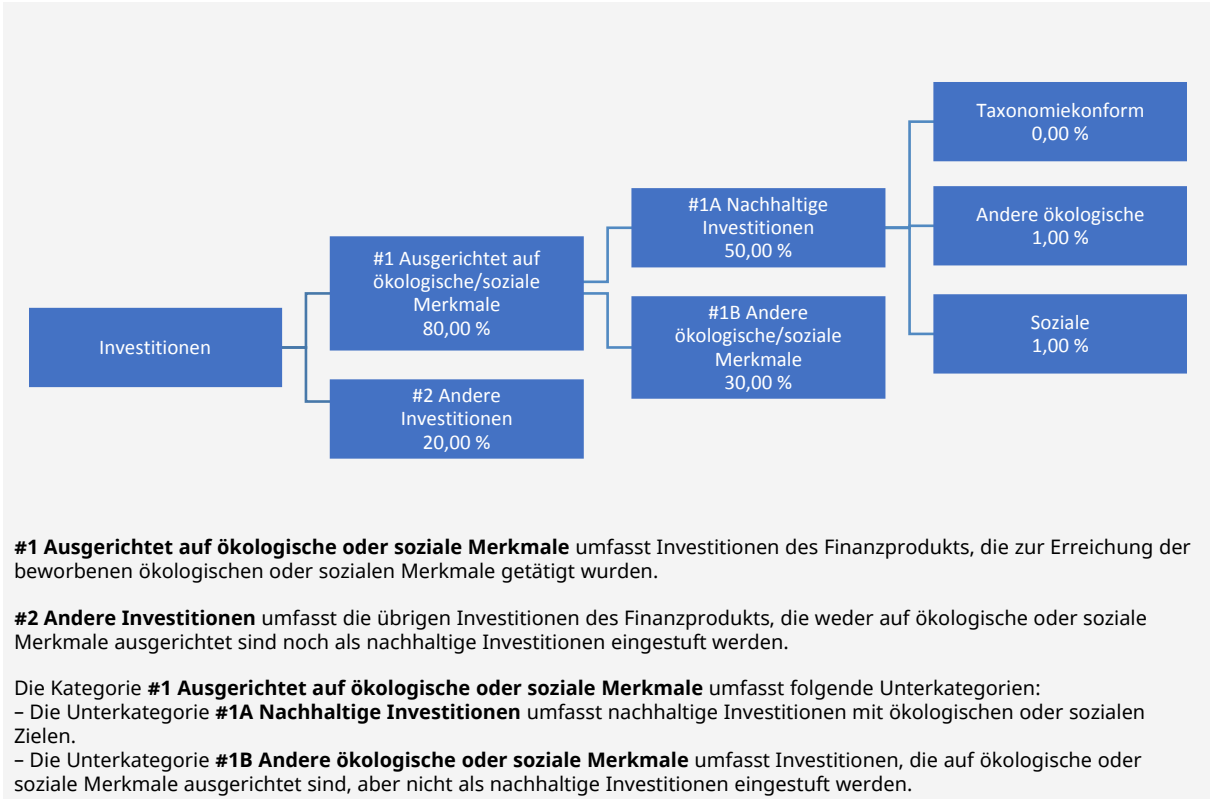 Investitionen
#1 Ausgerichtet auf
ökologische/soziale
Merkmale
80,00 %
#2 Andere
Investitionen
20,00 %
#1A Nachhaltige
Investitionen
50,00 %
#1B Andere
ökologische/soziale
Merkmale
30,00 %
Taxonomiekonform
0,00 %
Andere ökologische
1,00 %
Soziale
1,00 %
#1 Ausgerichtet auf ökologische oder soziale Merkmale umfasst Investitionen des Finanzprodukts, die zur Erreichung der
beworbenen ökologischen oder sozialen Merkmale getätigt wurden.
#2 Andere Investitionen umfasst die übrigen Investitionen des Finanzprodukts, die weder auf ökologische oder soziale
Merkmale ausgerichtet sind noch als nachhaltige Investitionen eingestuft werden.
Die Kategorie #1 Ausgerichtet auf ökologische oder soziale Merkmale umfasst folgende Unterkategorien:
– Die Unterkategorie #1A Nachhaltige Investitionen umfasst nachhaltige Investitionen mit ökologischen oder sozialen
Zielen.
– Die Unterkategorie #1B Andere ökologische oder soziale Merkmale umfasst Investitionen, die auf ökologische oder
soziale Merkmale ausgerichtet sind, aber nicht als nachhaltige Investitionen eingestuft werden.